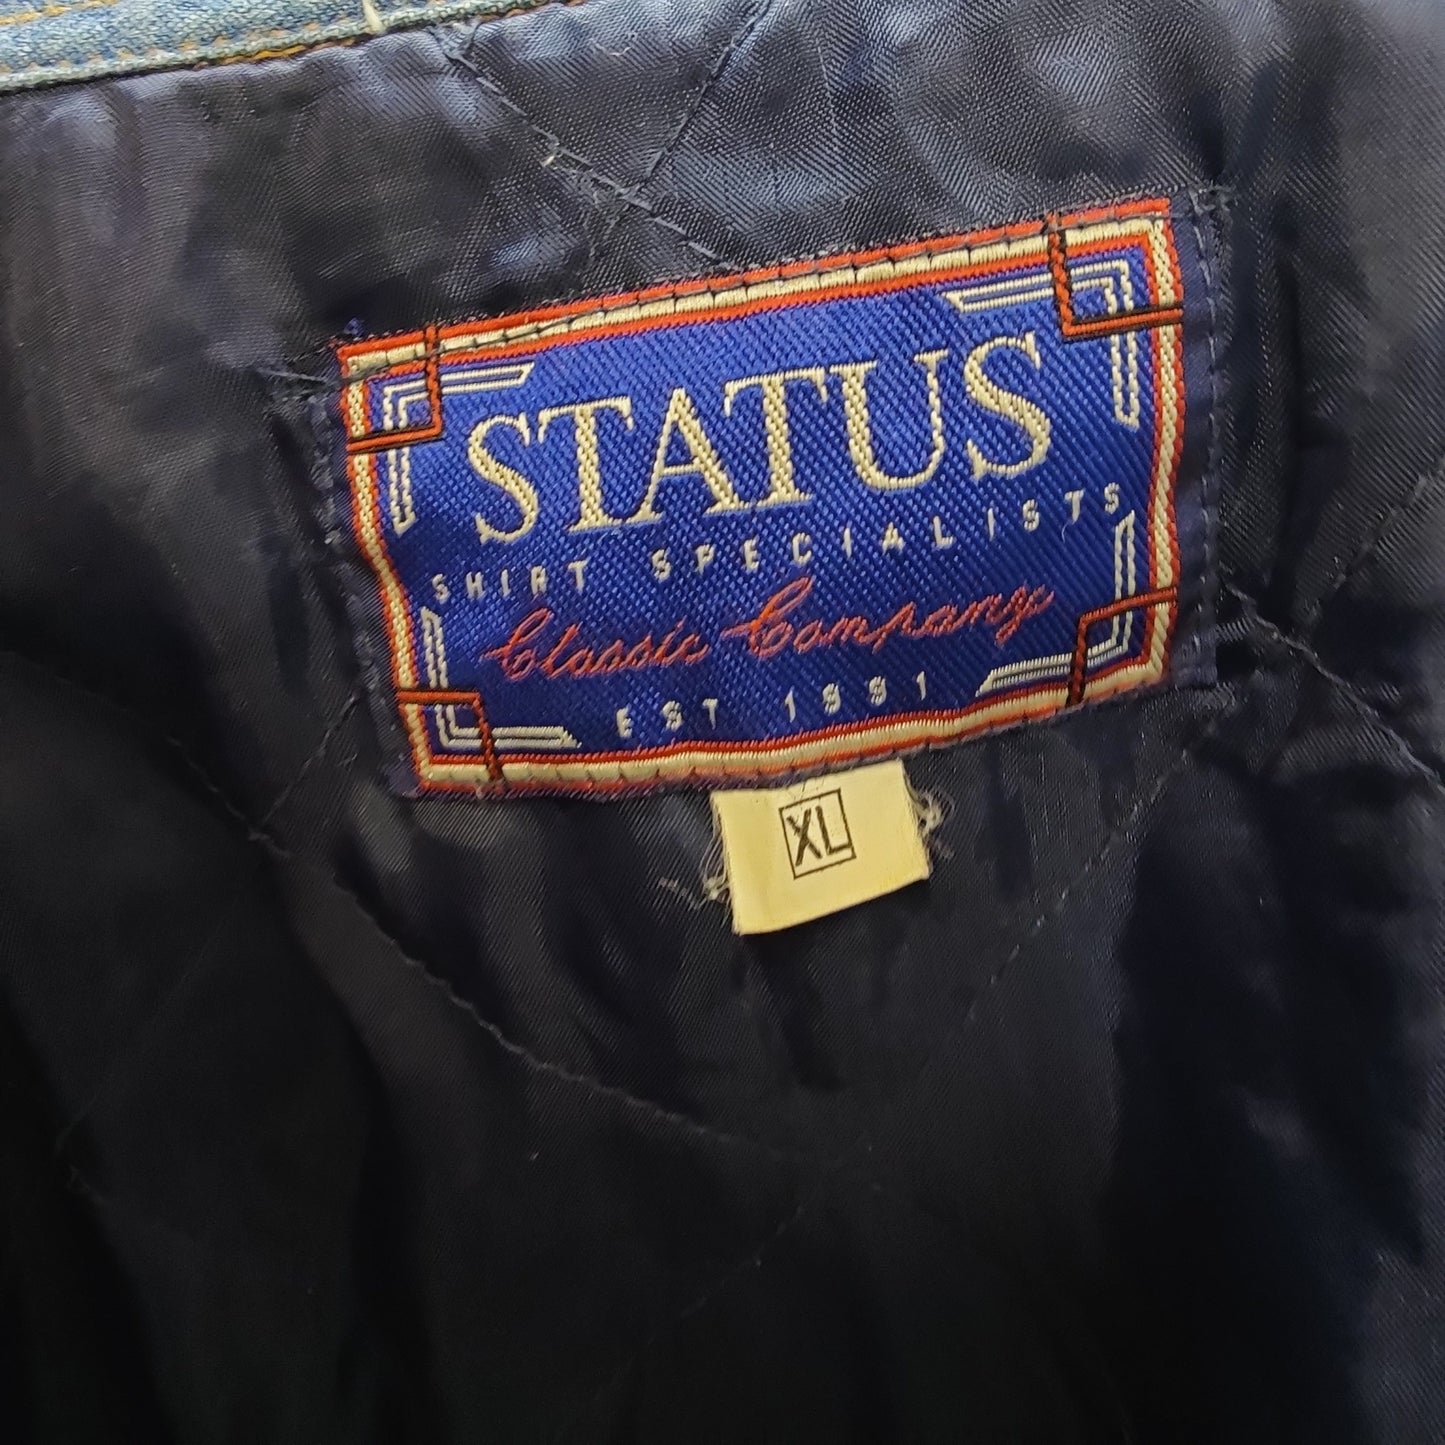 STATUS
SHIRT SPECIALISTS
Classic Company
EST 1991
XL